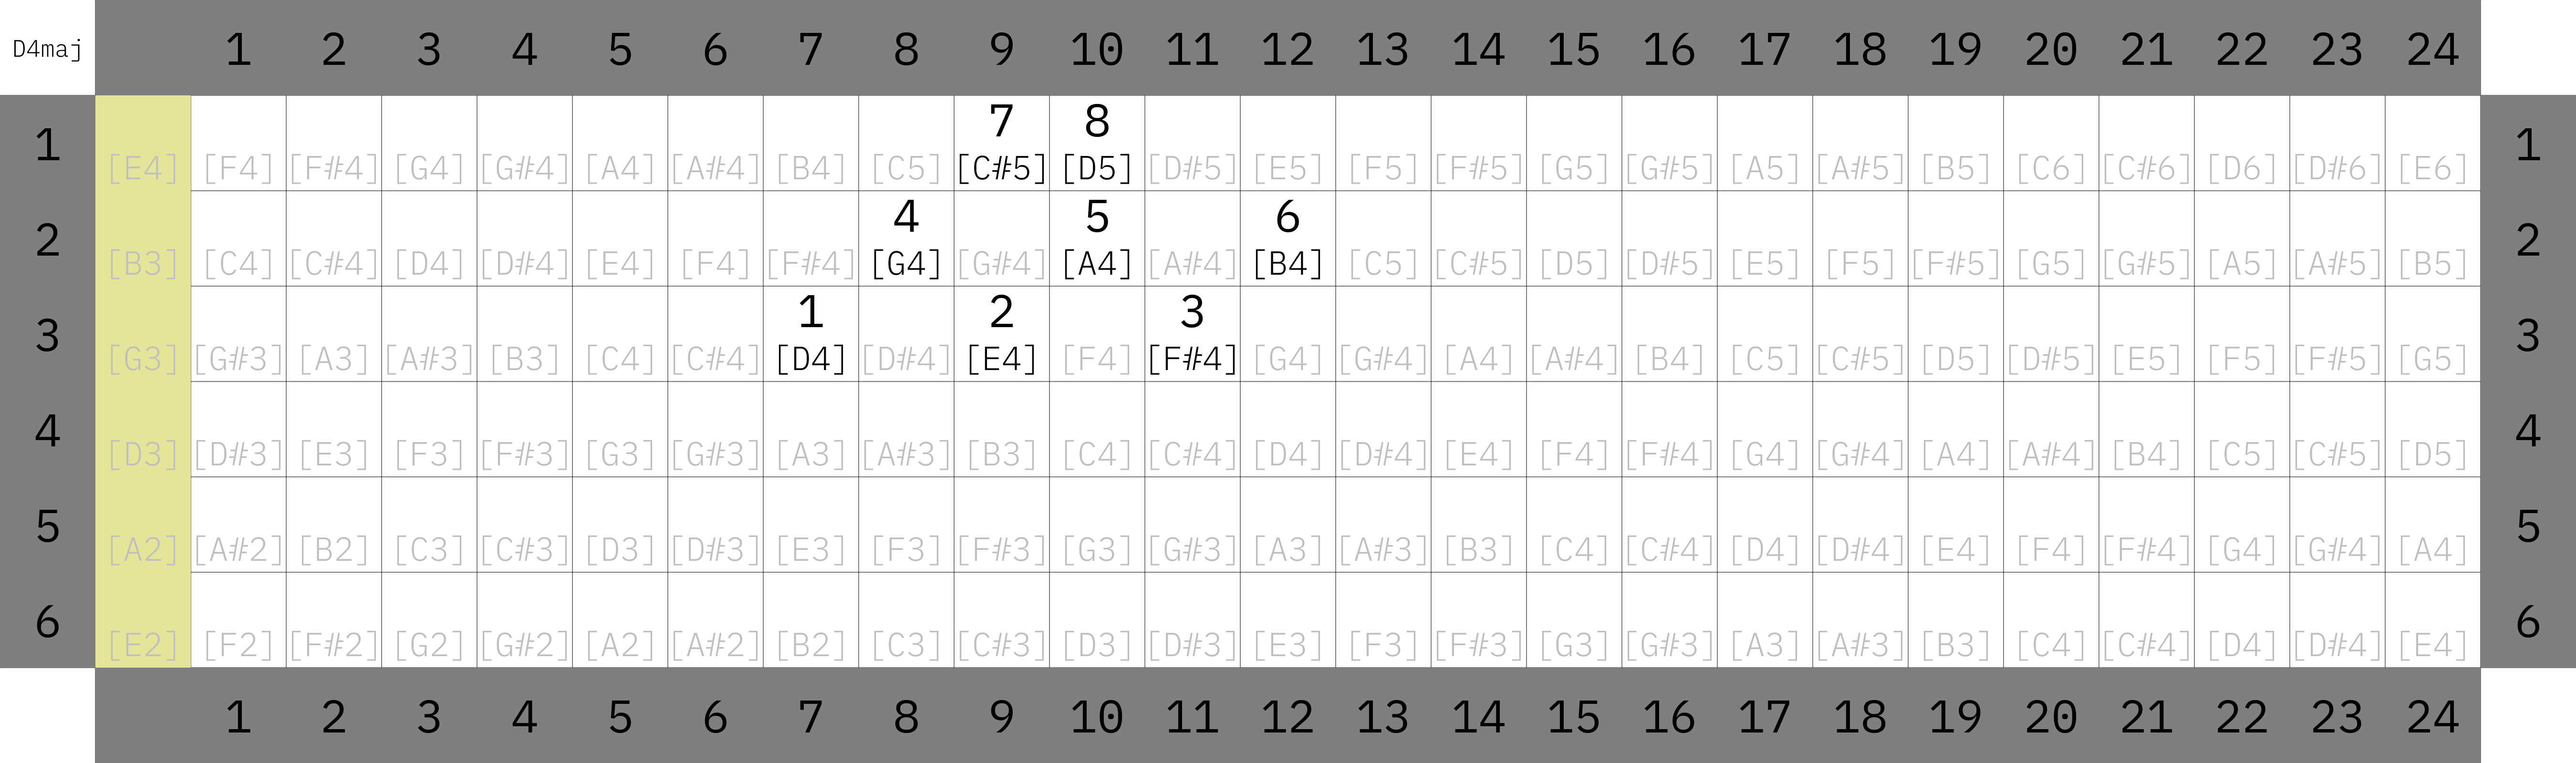 D4maj 1 2 3 4 5 6 7 8 9 10 11 12 13 14 15 16 17 18 19 20 21 22 23 24
7 8
1 [E4] [F4] [F#4] [G4] [G#4] [A4] [A#4] [B4] [C5] [C#5] [D5] [D#5] [E5] [F5] [F#5] [G5] [G#5] [A5] [A#5] [B5] [C6] [C#6] [D6] [D#6] [E6] 1
4 5 6
2 [B3] [C4] [C#4] [D4] [D#4] [E4] [F4] [F#4] [G4] [G#4] [A4] [A#4] [B4] [C5] [C#5] [D5] [D#5] [E5] [F5] [F#5] [G5] [G#5] [A5] [A#5] [B5] 2
1 2 3
3 [G3] [G#3] [A3] [A#3] [B3] [C4] [C#4] [D4] [D#4] [E4] [F4] [F#4] [G4] [G#4] [A4] [A#4] [B4] [C5] [C#5] [D5] [D#5] [E5] [F5] [F#5] [G5] 3
4 [D3] [D#3] [E3] [F3] [F#3] [G3] [G#3] [A3] [A#3] [B3] [C4] [C#4] [D4] [D#4] [E4] [F4] [F#4] [G4] [G#4] [A4] [A#4] [B4] [C5] [C#5] [D5] 4
5 [A2] [A#2] [B2] [C3] [C#3] [D3] [D#3] [E3] [F3] [F#3] [G3] [G#3] [A3] [A#3] [B3] [C4] [C#4] [D4] [D#4] [E4] [F4] [F#4] [G4] [G#4] [A4] 5
6 [E2] [F2] [F#2] [G2] [G#2] [A2] [A#2] [B2] [C3] [C#3] [D3] [D#3] [E3] [F3] [F#3] [G3] [G#3] [A3] [A#3] [B3] [C4] [C#4] [D4] [D#4] [E4] 6
1 2 3 4 5 6 7 8 9 10 11 12 13 14 15 16 17 18 19 20 21 22 23 24